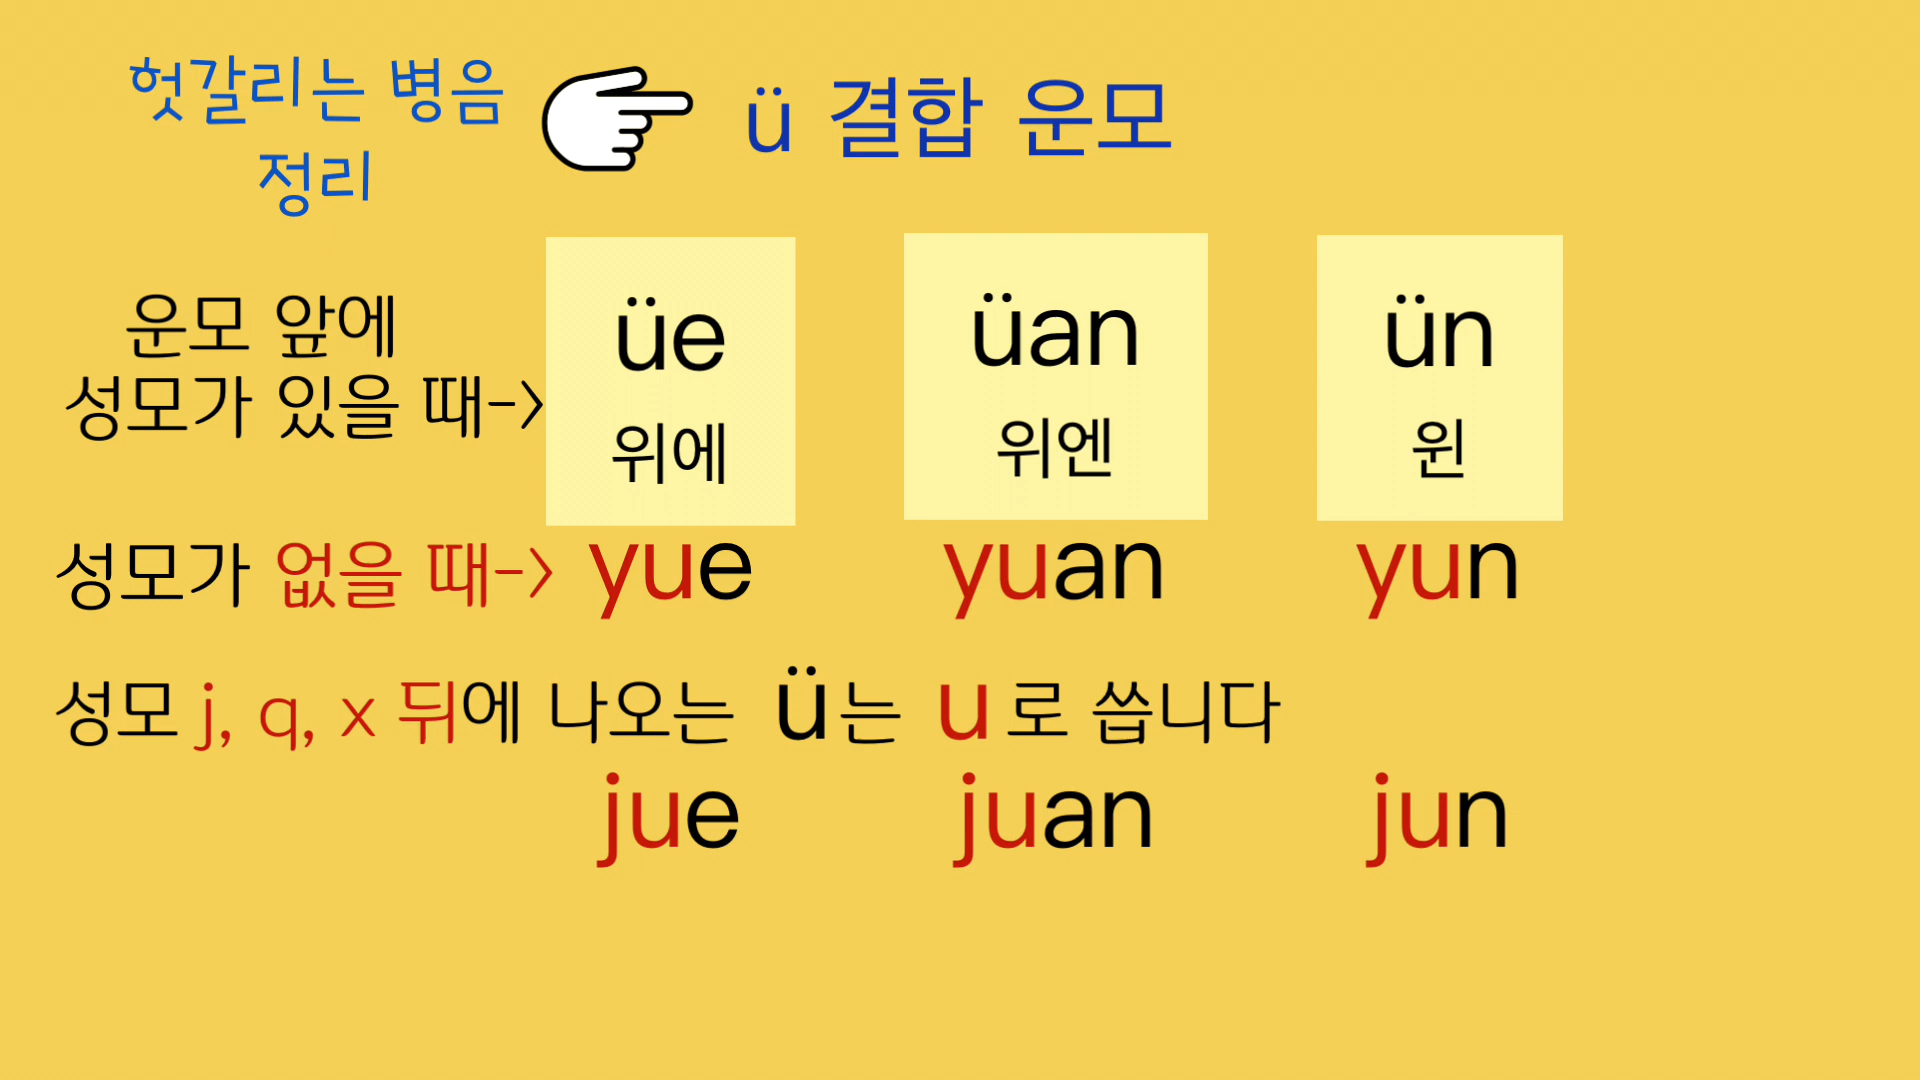 헛갈리는 병음
정리
ü 결합 운모
운모 앞에
성모가 있을 때->
üe üan ün
위에 위엔 윈
성모가 없을 때-> yue yuan yun
성모 j, q, x 뒤에 나오는 ü는 u로 씁니다
jue juan jun